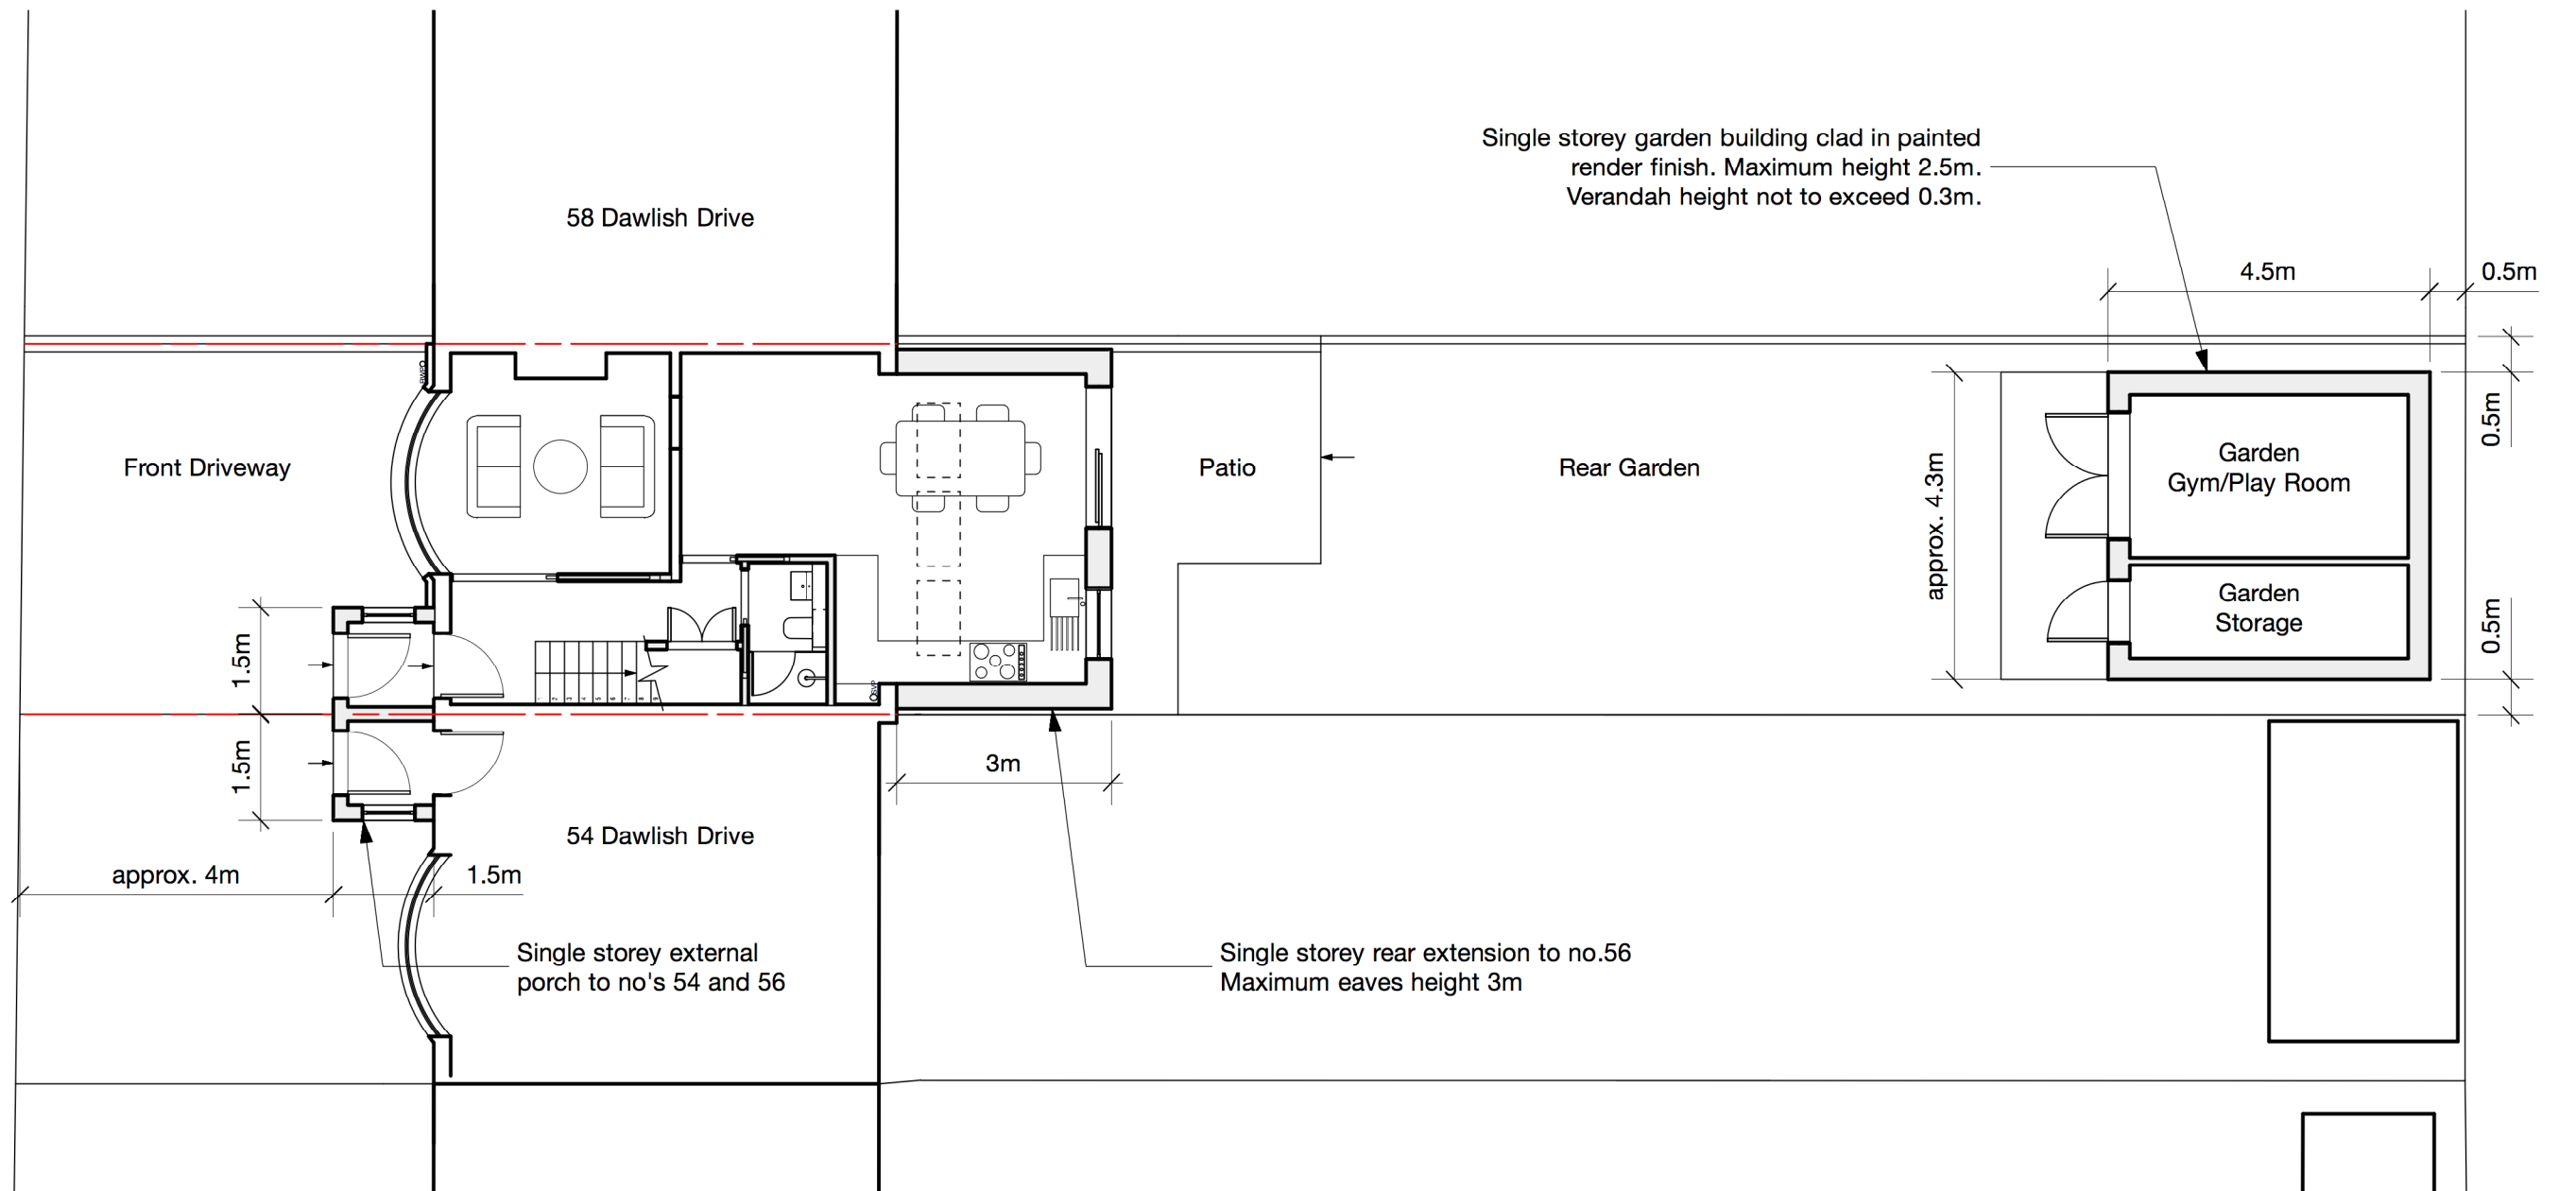 58 Dawlish Drive
Single storey garden building clad in painted
render finish. Maximum height 2.5m.
Verandah height not to exceed 0.3m.
4.5m
0.5m
RWP
Front Driveway
Patio
Rear Garden
approx. 4.3m
Garden
Gym/Play Room
Garden
Storage
0.5m
0.5m
1.5m
1.5m
SVP
3m
54 Dawlish Drive
approx. 4m
1.5m
Single storey external
porch to no's 54 and 56
Single storey rear extension to no.56
Maximum eaves height 3m